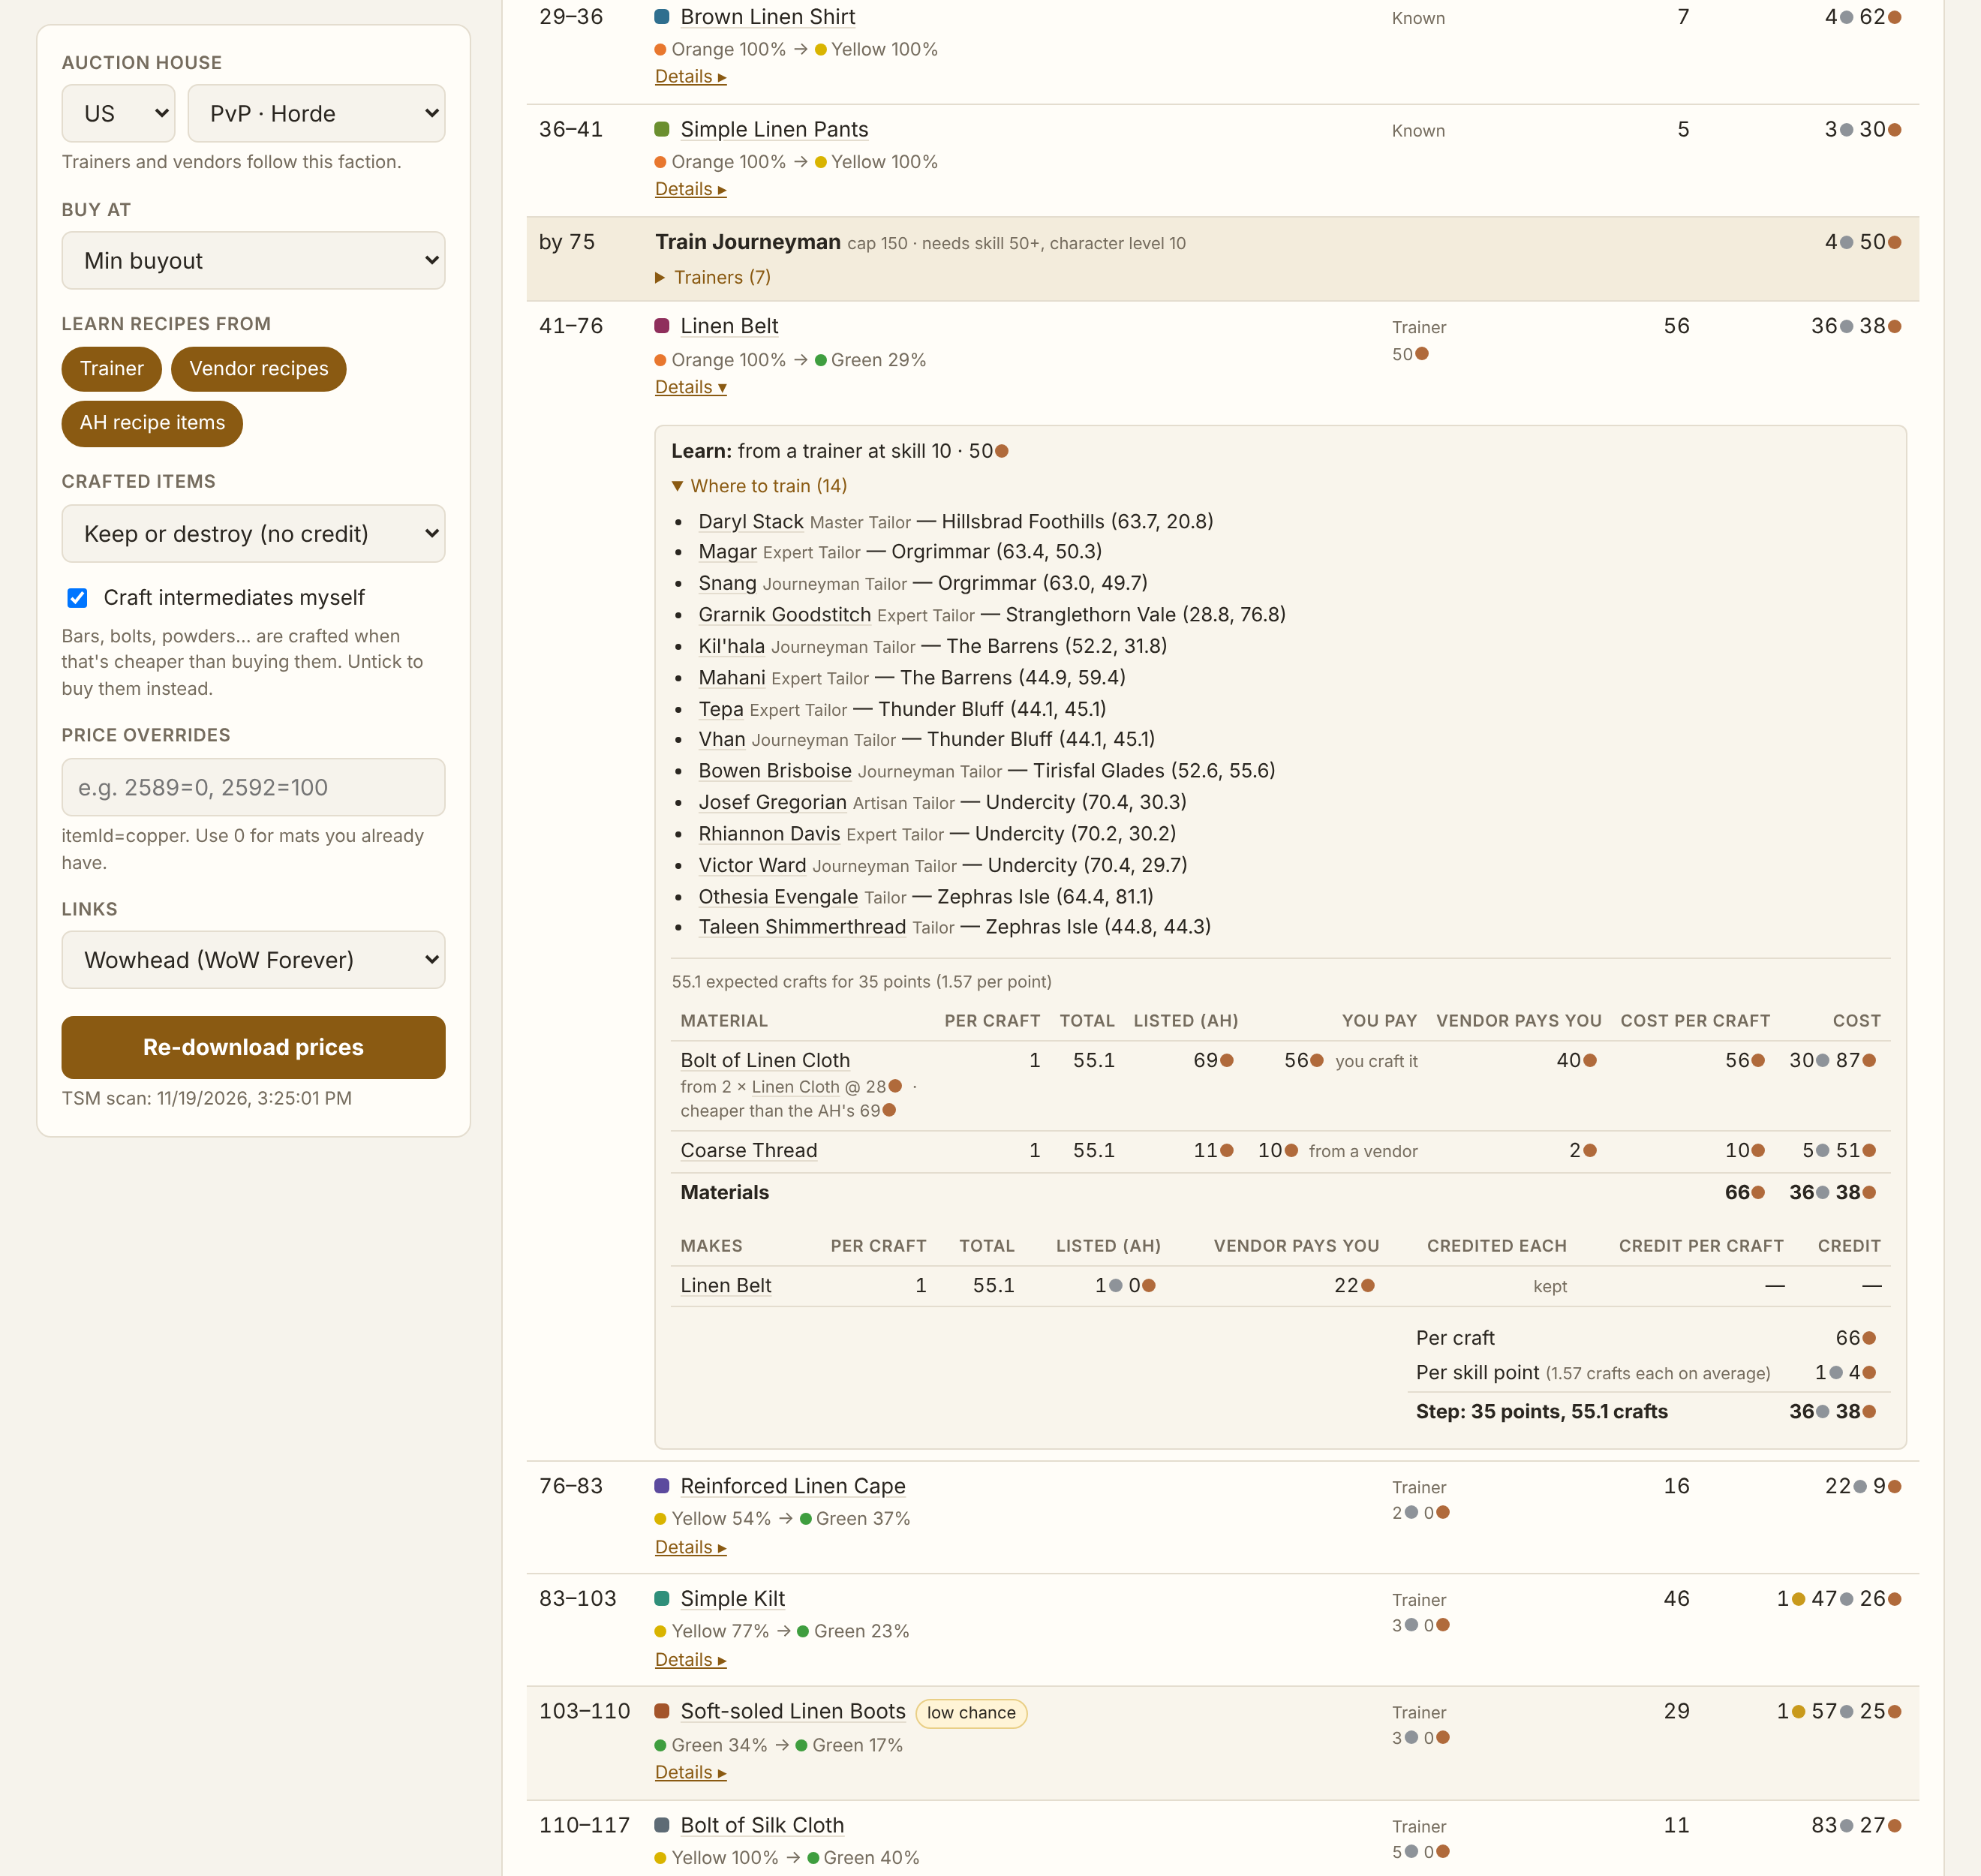 AUCTION HOUSE
US
PvP · Horde
Trainers and vendors follow this faction.
BUY AT
Min buyout
LEARN RECIPES FROM
Trainer
Vendor recipes
AH recipe items
CRAFTED ITEMS
Keep or destroy (no credit)
Craft intermediates myself
Bars, bolts, powders... are crafted when
that's cheaper than buying them. Untick to
buy them instead.
PRICE OVERRIDES
e.g. 2589=0, 2592=100
itemId=copper. Use 0 for mats you already
have.
LINKS
Wowhead (WoW Forever)
Re-download prices
TSM scan: 11/19/2026, 3:25:01 PM
29–36 Brown Linen Shirt Known 7 4 62
Orange 100% → Yellow 100%
Details ▸
36–41 Simple Linen Pants Known 5 3 30
Orange 100% → Yellow 100%
Details ▸
by 75 Train Journeyman cap 150 · needs skill 50+, character level 10 4 50
▶ Trainers (7)
41–76 Linen Belt Trainer 56 36 38
50
Orange 100% → Green 29%
Details ▾
Learn: from a trainer at skill 10 · 50
▼ Where to train (14)
• Daryl Stack Master Tailor — Hillsbrad Foothills (63.7, 20.8)
• Magar Expert Tailor — Orgrimmar (63.4, 50.3)
• Snang Journeyman Tailor — Orgrimmar (63.0, 49.7)
• Grarnik Goodstitch Expert Tailor — Stranglethorn Vale (28.8, 76.8)
• Kil'hala Journeyman Tailor — The Barrens (52.2, 31.8)
• Mahani Expert Tailor — The Barrens (44.9, 59.4)
• Tepa Expert Tailor — Thunder Bluff (44.1, 45.1)
• Vhan Journeyman Tailor — Thunder Bluff (44.1, 45.1)
• Bowen Brisboise Journeyman Tailor — Tirisfal Glades (52.6, 55.6)
• Josef Gregorian Artisan Tailor — Undercity (70.4, 30.3)
• Rhiannon Davis Expert Tailor — Undercity (70.2, 30.2)
• Victor Ward Journeyman Tailor — Undercity (70.4, 29.7)
• Othesia Evengale Tailor — Zephras Isle (64.4, 81.1)
• Taleen Shimmerthread Tailor — Zephras Isle (44.8, 44.3)
55.1 expected crafts for 35 points (1.57 per point)
MATERIAL PER CRAFT TOTAL LISTED (AH) YOU PAY VENDOR PAYS YOU COST PER CRAFT COST
Bolt of Linen Cloth 1 55.1 69 56 you craft it 40 56 30 87
from 2 × Linen Cloth @ 28 ·
cheaper than the AH's 69
Coarse Thread 1 55.1 11 10 from a vendor 2 10 5 51
Materials 66 36 38
MAKES PER CRAFT TOTAL LISTED (AH) VENDOR PAYS YOU CREDITED EACH CREDIT PER CRAFT CREDIT
Linen Belt 1 55.1 1 0 22 kept — —
Per craft 66
Per skill point (1.57 crafts each on average) 1 4
Step: 35 points, 55.1 crafts 36 38
76–83 Reinforced Linen Cape Trainer 16 22 9
2 0
Yellow 54% → Green 37%
Details ▸
83–103 Simple Kilt Trainer 46 1 47 26
3 0
Yellow 77% → Green 23%
Details ▸
103–110 Soft-soled Linen Boots low chance Trainer 29 1 57 25
3 0
Green 34% → Green 17%
Details ▸
110–117 Bolt of Silk Cloth Trainer 11 83 27
5 0
Yellow 100% → Green 40%